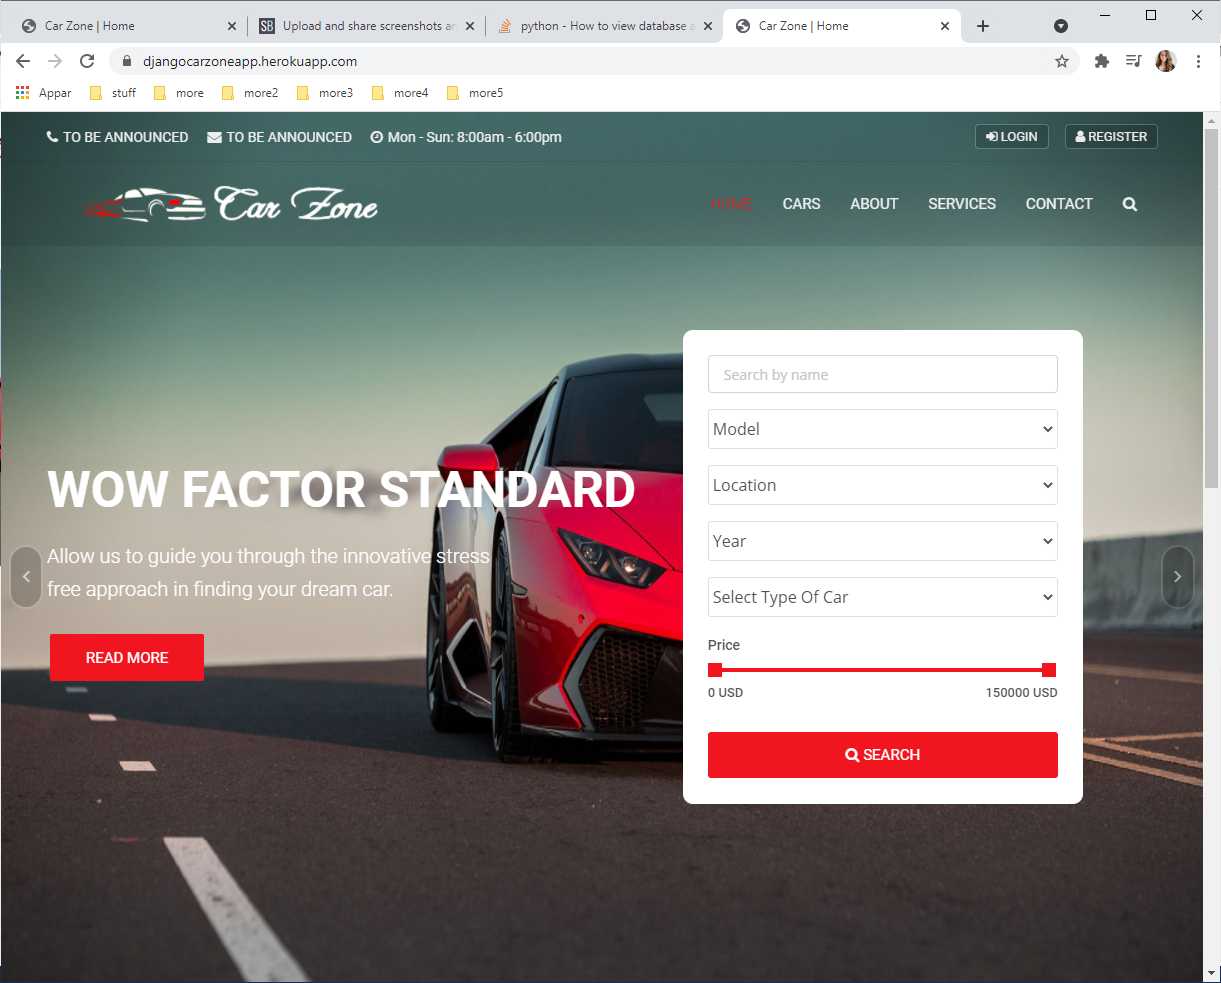 Car Zone | Home
Upload and share screenshots an
python - How to view database a
Car Zone | Home
djangocarzoneapp.herokuapp.com
Appar
stuff
more
more2
more3
more4
more5
TO BE ANNOUNCED
TO BE ANNOUNCED
Mon - Sun: 8:00am - 6:00pm
LOGIN
REGISTER
Car Zone
HOME
CARS
ABOUT
SERVICES
CONTACT
Search by name
Model
Location
Year
Select Type Of Car
Price
0 USD
150000 USD
SEARCH
WOW FACTOR STANDARD
Allow us to guide you through the innovative stress
free approach in finding your dream car.
READ MORE